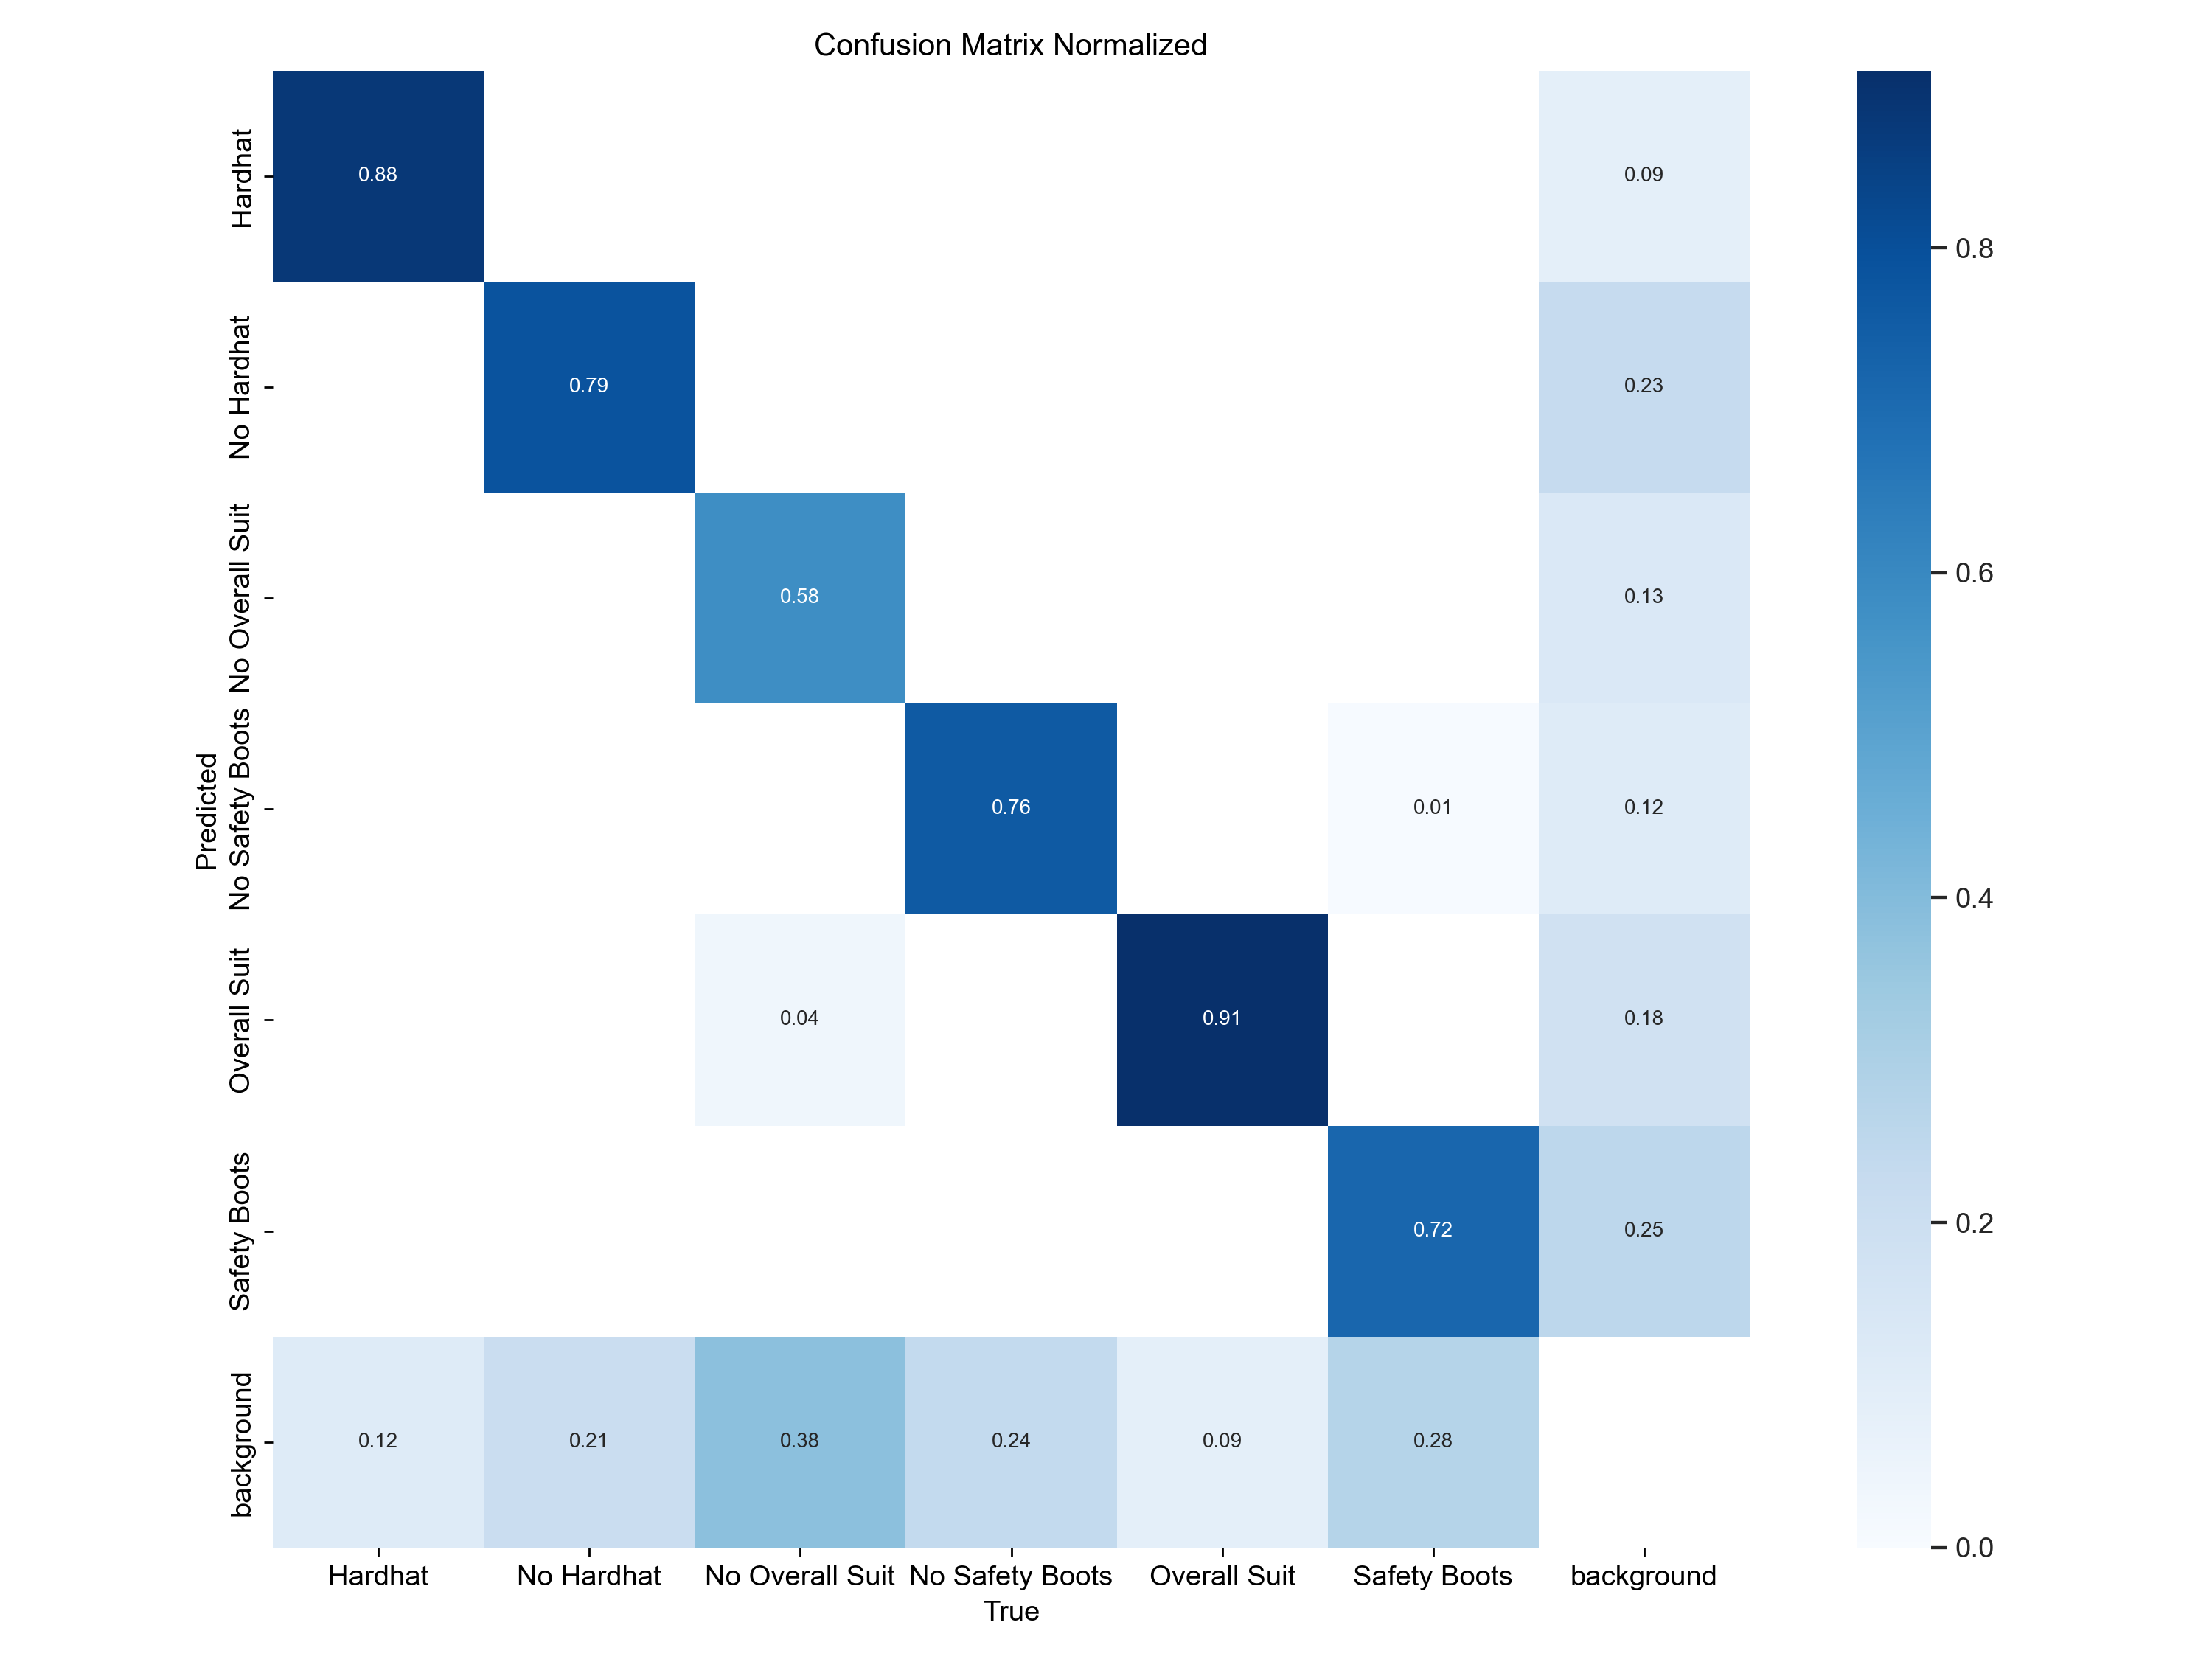 Confusion Matrix Normalized
Hardhat
0.88
0.09
No Hardhat
0.79
0.23
No Overall Suit
0.58
0.13
No Safety Boots
0.76
0.01
0.12
Overall Suit
0.04
0.91
0.18
Safety Boots
0.72
0.25
background
0.12
0.21
0.38
0.24
0.09
0.28
Predicted
Hardhat
No Hardhat
No Overall Suit
No Safety Boots
Overall Suit
Safety Boots
background
True
0.8
0.6
0.4
0.2
0.0